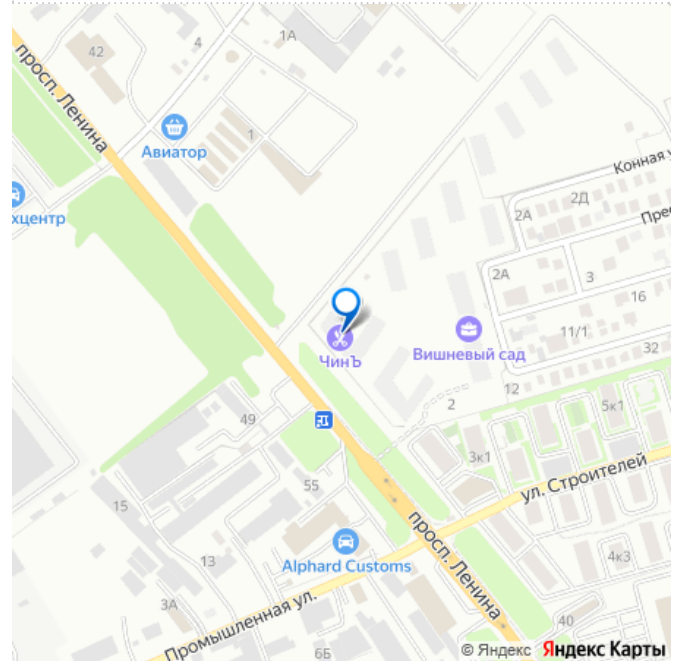 1А
42
4
просп. Ленина
1
Авиатор
Конная у
2Д
2А
Прес
хцентр
2А
3
16
11/1
ЧинЪ
Вишневый сад
32
12
2
5к1
49
3к1
ул. Строителей
55
15
просп. Ленина
13
Alphard Customs
4к3
3А
Промышленная ул.
40
6Б
© Яндекс Яндекс Карты